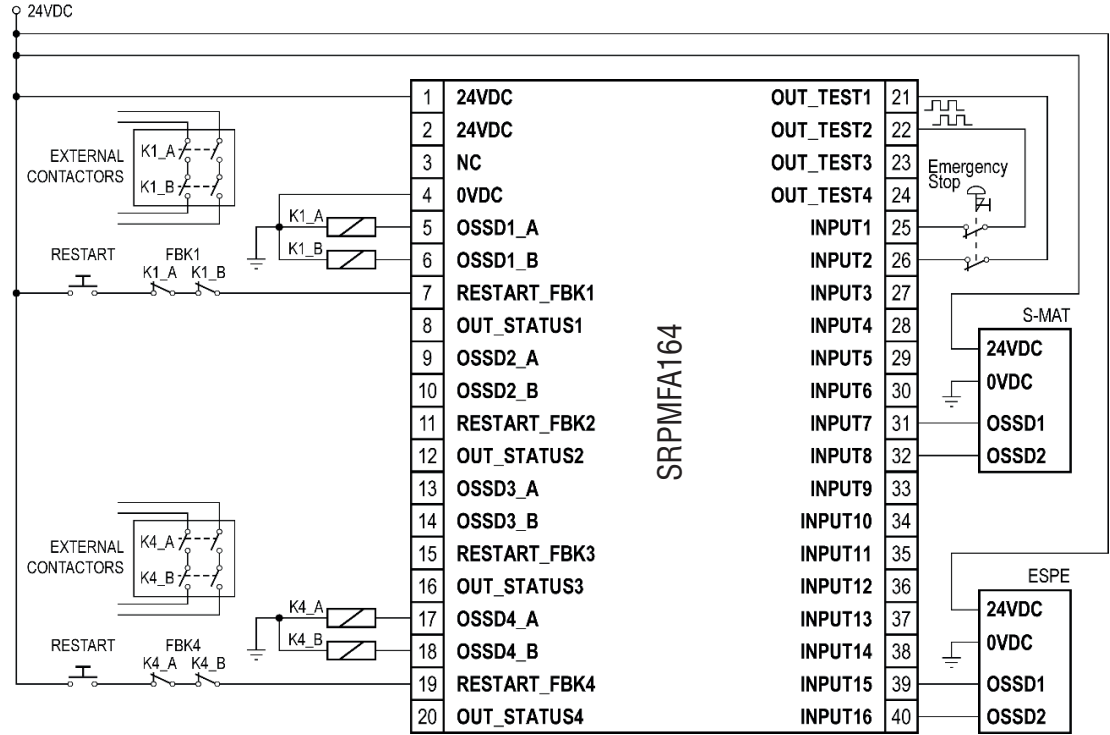 24VDC
1 24VDC OUT_TEST1 21
2 24VDC OUT_TEST2 22
3 NC OUT_TEST3 23
4 0VDC OUT_TEST4 24
5 OSSD1_A INPUT1 25
6 OSSD1_B INPUT2 26
7 RESTART_FBK1 INPUT3 27
8 OUT_STATUS1 INPUT4 28
9 OSSD2_A INPUT5 29
10 OSSD2_B INPUT6 30
11 RESTART_FBK2 INPUT7 31
12 OUT_STATUS2 INPUT8 32
13 OSSD3_A INPUT9 33
14 OSSD3_B INPUT10 34
15 RESTART_FBK3 INPUT11 35
16 OUT_STATUS3 INPUT12 36
17 OSSD4_A INPUT13 37
18 OSSD4_B INPUT14 38
19 RESTART_FBK4 INPUT15 39
20 OUT_STATUS4 INPUT16 40
SRPMFA164
EXTERNAL
CONTACTORS
K1_A
K1_B
K1_A
K1_B
RESTART
FBK1
K1_A K1_B
EXTERNAL
CONTACTORS
K4_A
K4_B
K4_A
K4_B
RESTART
FBK4
K4_A K4_B
Emergency
Stop
S-MAT
24VDC
0VDC
OSSD1
OSSD2
ESPE
24VDC
0VDC
OSSD1
OSSD2